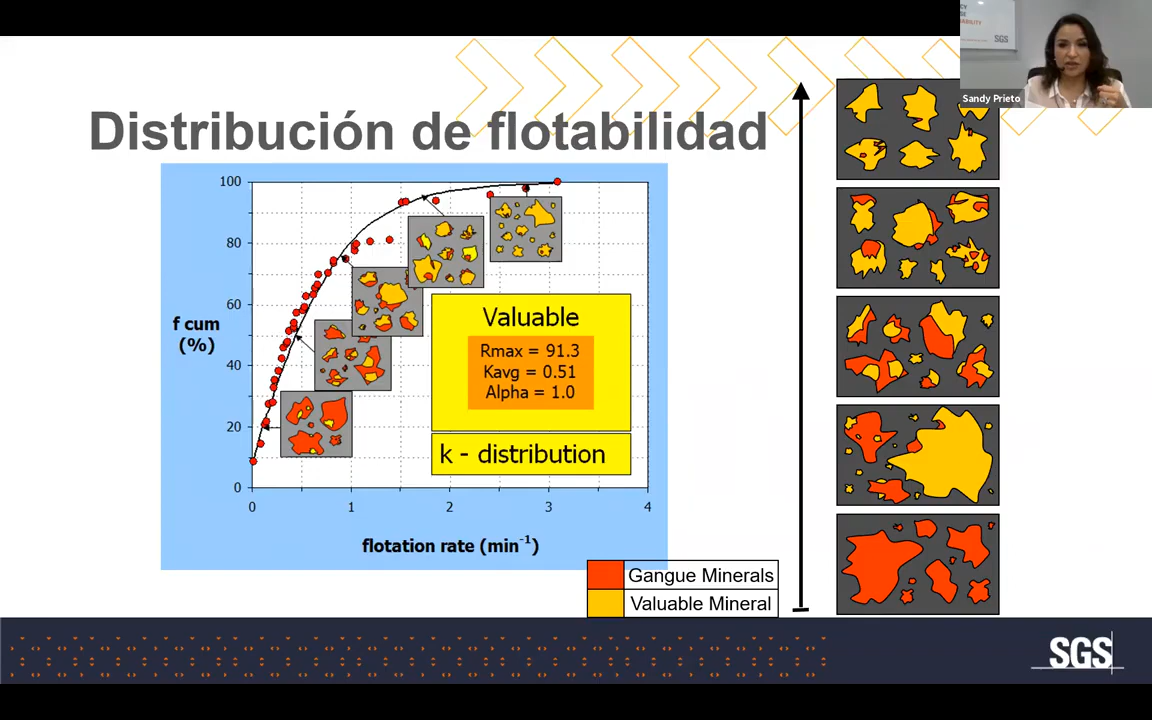 SGS
Sandy Prieto
Distribución de flotabilidad
100
80
60
40
20
0
f cum
(%)
0 1 2 3 4
flotation rate (min⁻¹)
Valuable
Rmax = 91.3
Kavg = 0.51
Alpha = 1.0
k - distribution
Gangue Minerals
Valuable Mineral
SGS